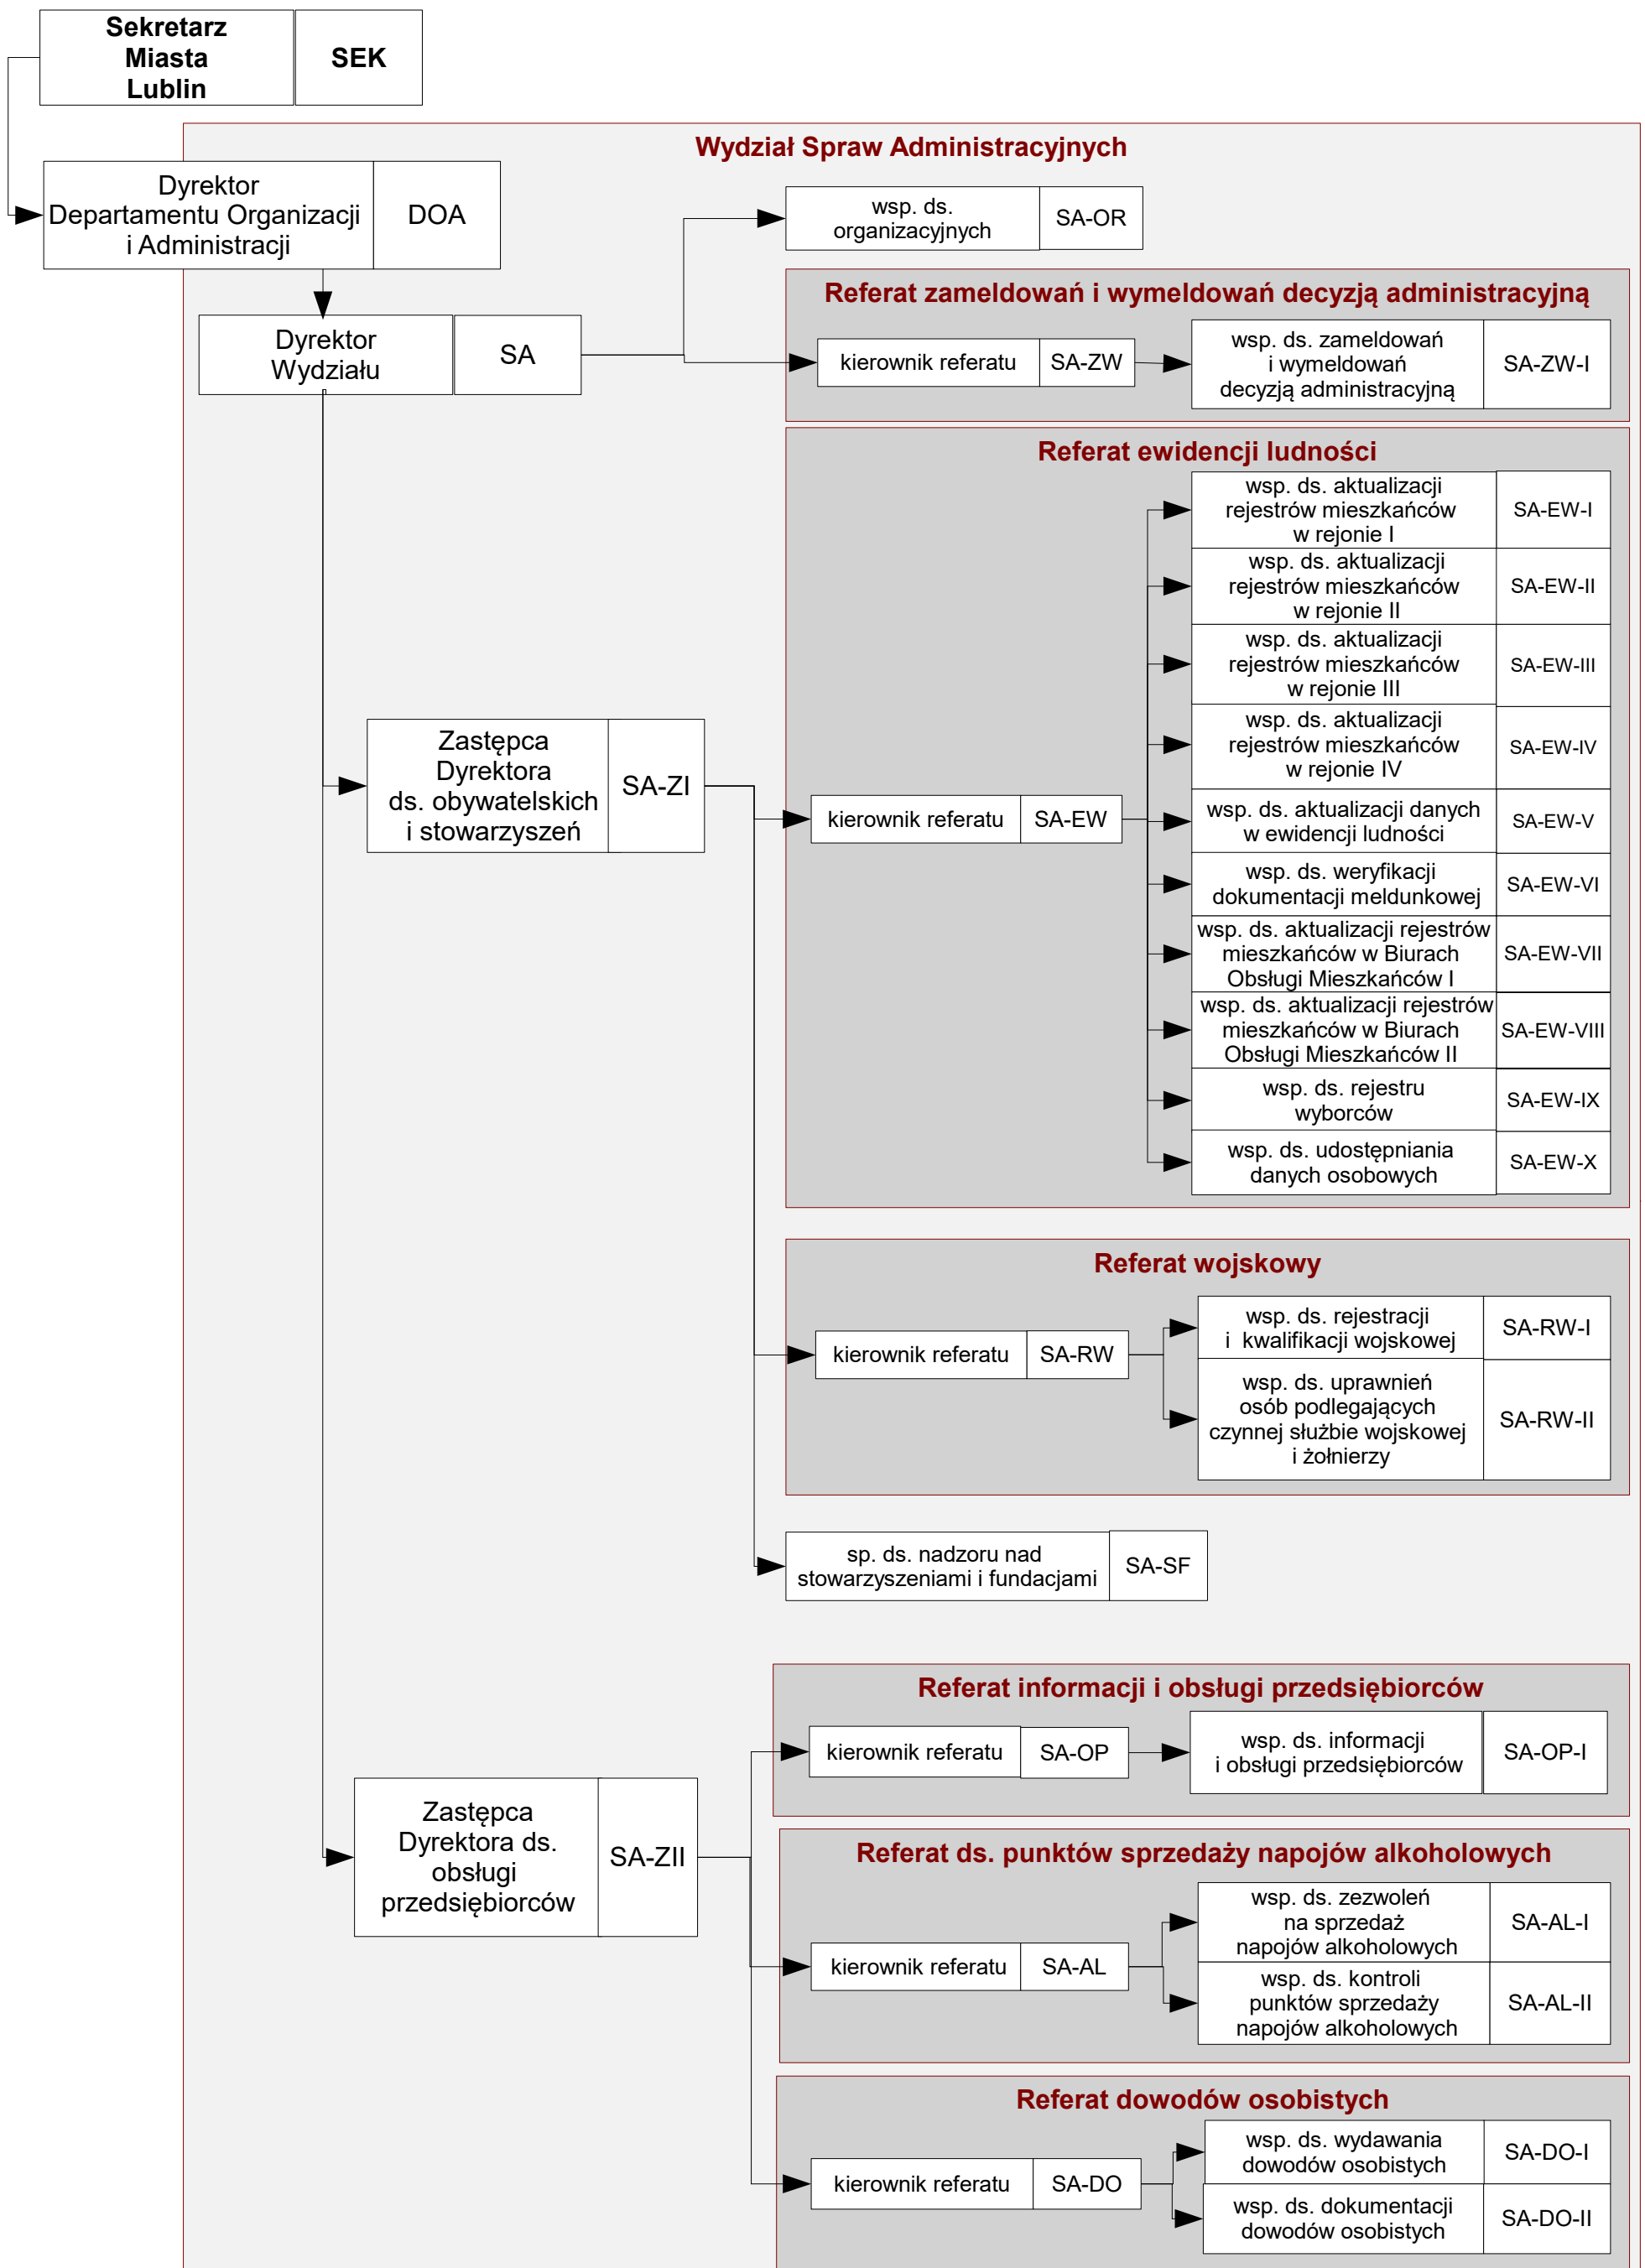 Sekretarz
Miasta
Lublin
SEK
Wydział Spraw Administracyjnych
Dyrektor
Departamentu Organizacji
i Administracji
DOA
wsp. ds.
organizacyjnych
SA-OR
Dyrektor
Wydziału
SA
Referat zameldowań i wymeldowań decyzją administracyjną
kierownik referatu
SA-ZW
wsp. ds. zameldowań
i wymeldowań
decyzją administracyjną
SA-ZW-I
Referat ewidencji ludności
wsp. ds. aktualizacji
rejestrów mieszkańców
w rejonie I
SA-EW-I
wsp. ds. aktualizacji
rejestrów mieszkańców
w rejonie II
SA-EW-II
wsp. ds. aktualizacji
rejestrów mieszkańców
w rejonie III
SA-EW-III
wsp. ds. aktualizacji
rejestrów mieszkańców
w rejonie IV
SA-EW-IV
Zastępca
Dyrektora
ds. obywatelskich
i stowarzyszeń
SA-ZI
kierownik referatu
SA-EW
wsp. ds. aktualizacji danych
w ewidencji ludności
SA-EW-V
wsp. ds. weryfikacji
dokumentacji meldunkowej
SA-EW-VI
wsp. ds. aktualizacji rejestrów
mieszkańców w Biurach
Obsługi Mieszkańców I
SA-EW-VII
wsp. ds. aktualizacji rejestrów
mieszkańców w Biurach
Obsługi Mieszkańców II
SA-EW-VIII
wsp. ds. rejestru
wyborców
SA-EW-IX
wsp. ds. udostępniania
danych osobowych
SA-EW-X
Referat wojskowy
kierownik referatu
SA-RW
wsp. ds. rejestracji
i kwalifikacji wojskowej
SA-RW-I
wsp. ds. uprawnień
osób podlegających
czynnej służbie wojskowej
i żołnierzy
SA-RW-II
sp. ds. nadzoru nad
stowarzyszeniami i fundacjami
SA-SF
Referat informacji i obsługi przedsiębiorców
kierownik referatu
SA-OP
wsp. ds. informacji
i obsługi przedsiębiorców
SA-OP-I
Zastępca
Dyrektora ds.
obsługi
przedsiębiorców
SA-ZII
Referat ds. punktów sprzedaży napojów alkoholowych
kierownik referatu
SA-AL
wsp. ds. zezwoleń
na sprzedaż
napojów alkoholowych
SA-AL-I
wsp. ds. kontroli
punktów sprzedaży
napojów alkoholowych
SA-AL-II
Referat dowodów osobistych
kierownik referatu
SA-DO
wsp. ds. wydawania
dowodów osobistych
SA-DO-I
wsp. ds. dokumentacji
dowodów osobistych
SA-DO-II